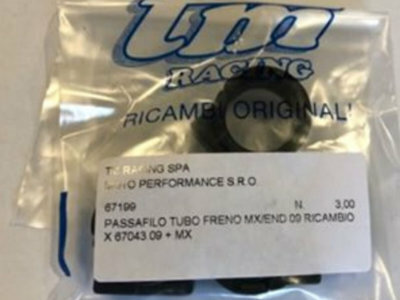 tm
RACING
RICAMBI ORIGINALI
TM RACING SPA
PERFORMANCE S.R.O.
67199 N. 3,00
PASSAFILO TUBO FRENO MX/END 09 RICAMBIO
X 67043.09 + MX